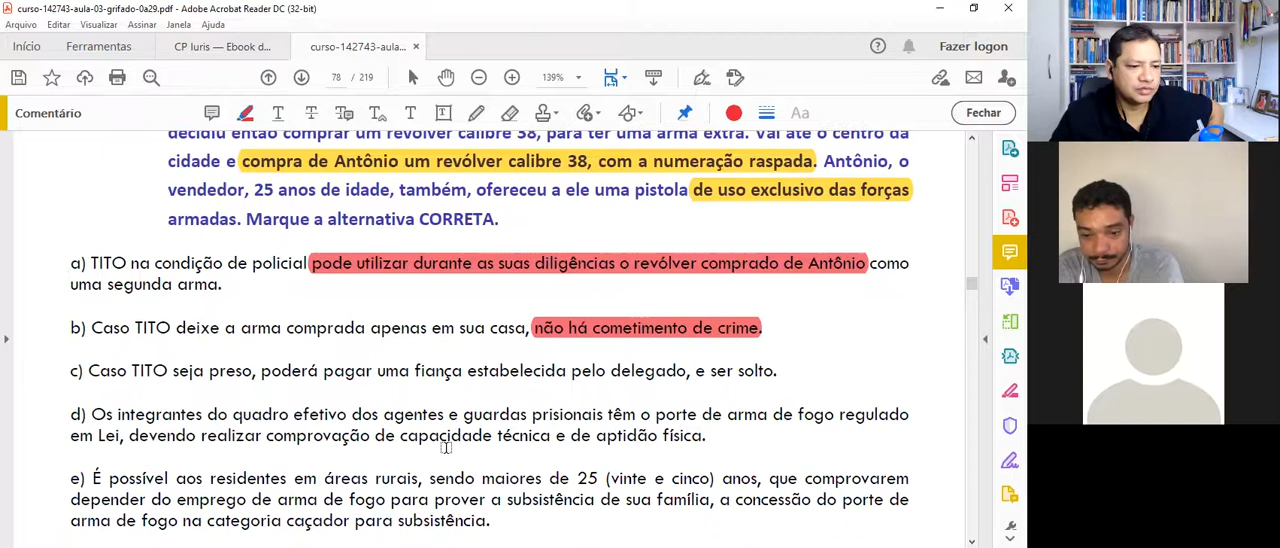 curso-142743-aula-03-grifado-0a29.pdf - Adobe Acrobat Reader DC (32-bit)
Arquivo Editar Visualizar Assinar Janela Ajuda
Início Ferramentas CP Iuris – Ebook d... curso-142743-aula... × Fazer logon
78 / 219 139%
Comentário Aa Fechar
decidiu então comprar um revólver calibre 38, para ter uma arma extra. Vai até o centro da
cidade e compra de Antônio um revólver calibre 38, com a numeração raspada. Antônio, o
vendedor, 25 anos de idade, também, ofereceu a ele uma pistola de uso exclusivo das forças
armadas. Marque a alternativa CORRETA.
a) TITO na condição de policial pode utilizar durante as suas diligências o revólver comprado de Antônio como
uma segunda arma.
b) Caso TITO deixe a arma comprada apenas em sua casa, não há cometimento de crime.
c) Caso TITO seja preso, poderá pagar uma fiança estabelecida pelo delegado, e ser solto.
d) Os integrantes do quadro efetivo dos agentes e guardas prisionais têm o porte de arma de fogo regulado
em Lei, devendo realizar comprovação de capacidade técnica e de aptidão física.
e) É possível aos residentes em áreas rurais, sendo maiores de 25 (vinte e cinco) anos, que comprovarem
depender do emprego de arma de fogo para prover a subsistência de sua família, a concessão do porte de
arma de fogo na categoria caçador para subsistência.